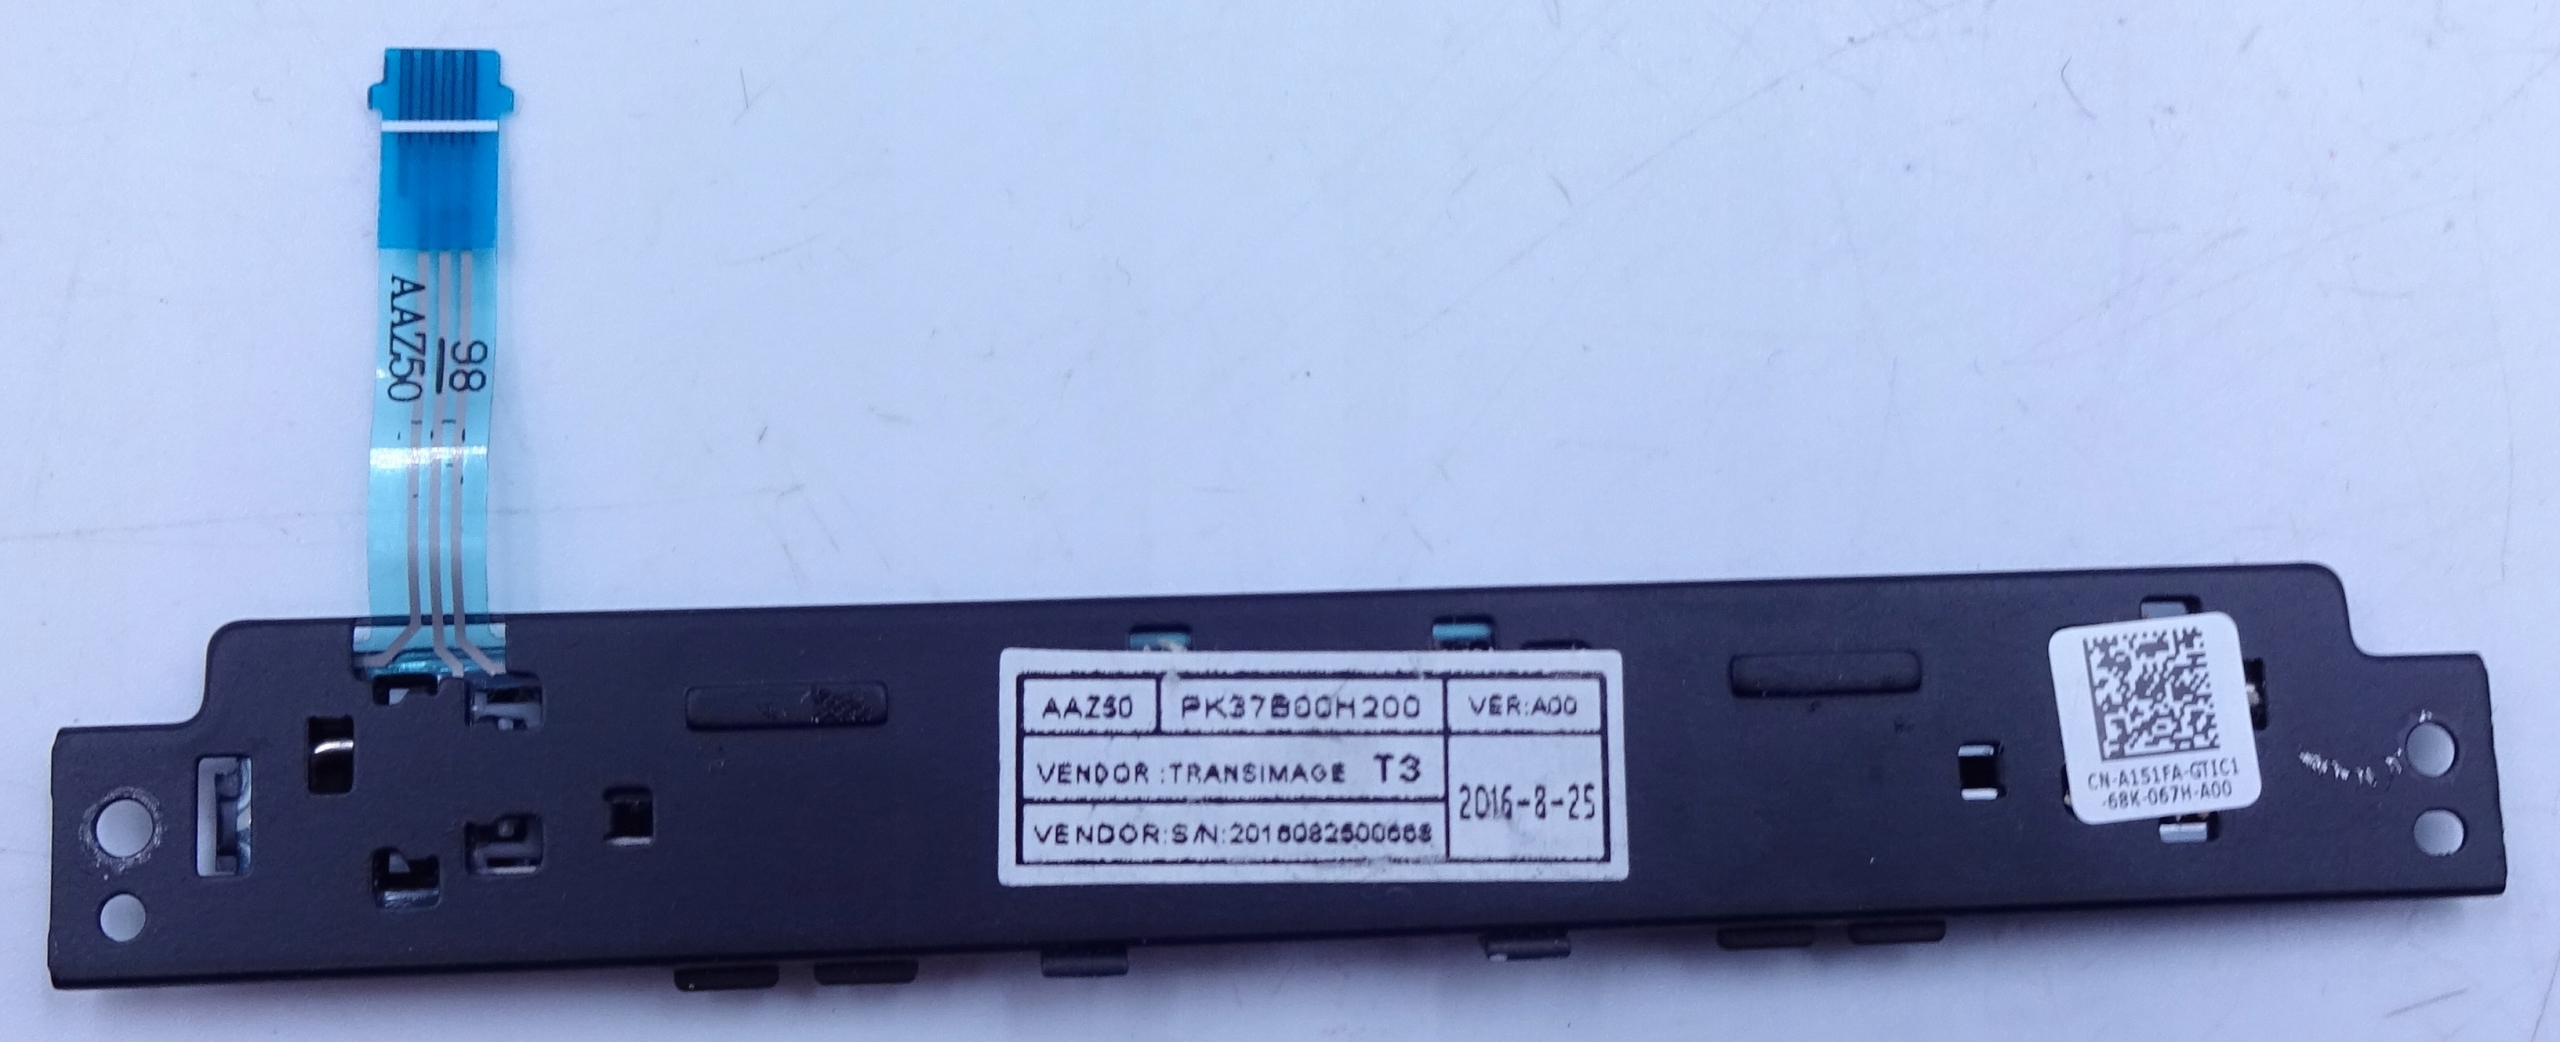 AAZ50
98
AAZ50 PK37B00H200 VER:A00
VENDOR:TRANSIMAGE T3
2016-8-25
VENDOR:S/N:2016082500668
CN-A151FA-GTIC1
-68K-067H-A00